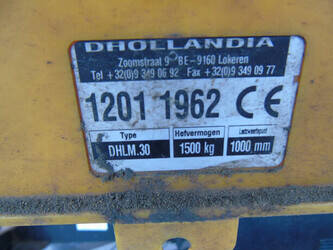 DHOLLANDIA
Zoomstraat 9 BE-9160 Lokeren
Tel +32(0)9 349 06 92 Fax +32(0)9 349 09 77
1201 1962 CE
Type Hefvermogen Lastzwaartepunt
DHLM.30 1500 kg 1000 mm